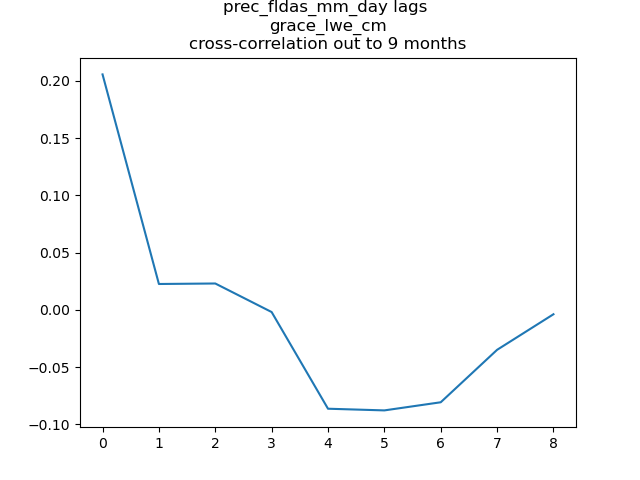 prec_fldas_mm_day lags
grace_lwe_cm
cross-correlation out to 9 months
0.20
0.15
0.10
0.05
0.00
−0.05
−0.10
0 1 2 3 4 5 6 7 8